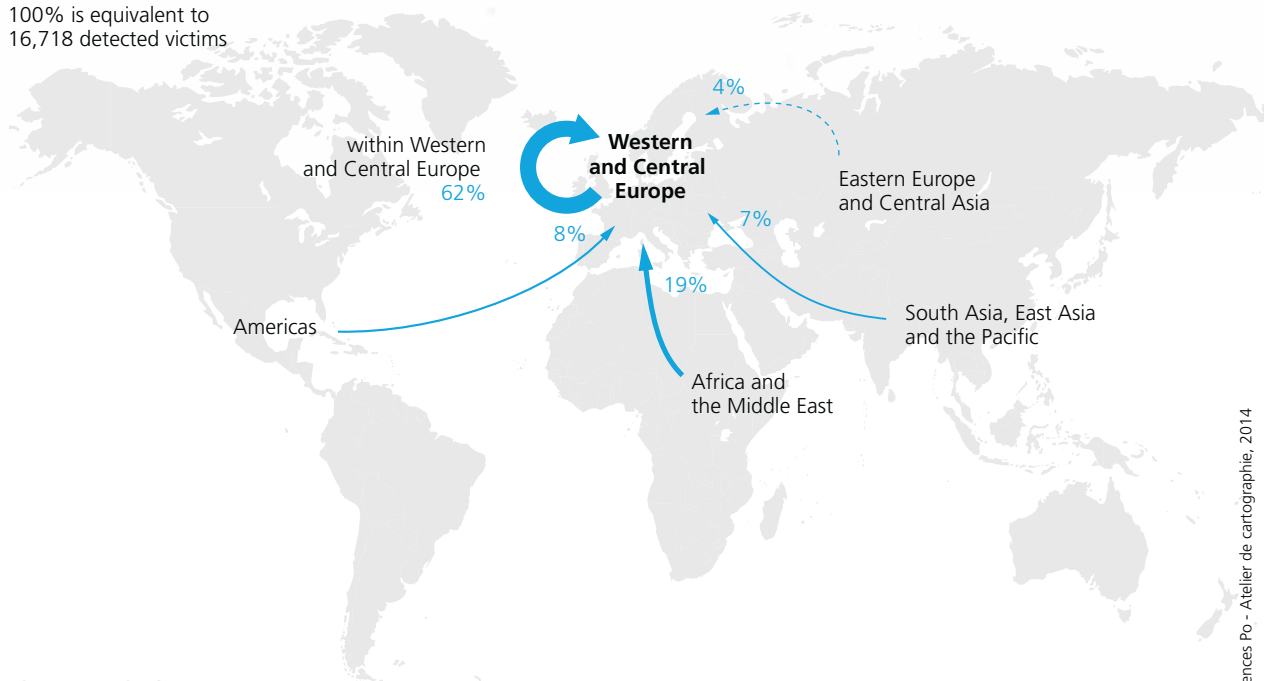 100% is equivalent to
16,718 detected victims
4%
within Western
and Central Europe
62%
Western
and Central
Europe
Eastern Europe
and Central Asia
8%
7%
19%
South Asia, East Asia
and the Pacific
Americas
Africa and
the Middle East
Po - Atelier de cartographie, 2014